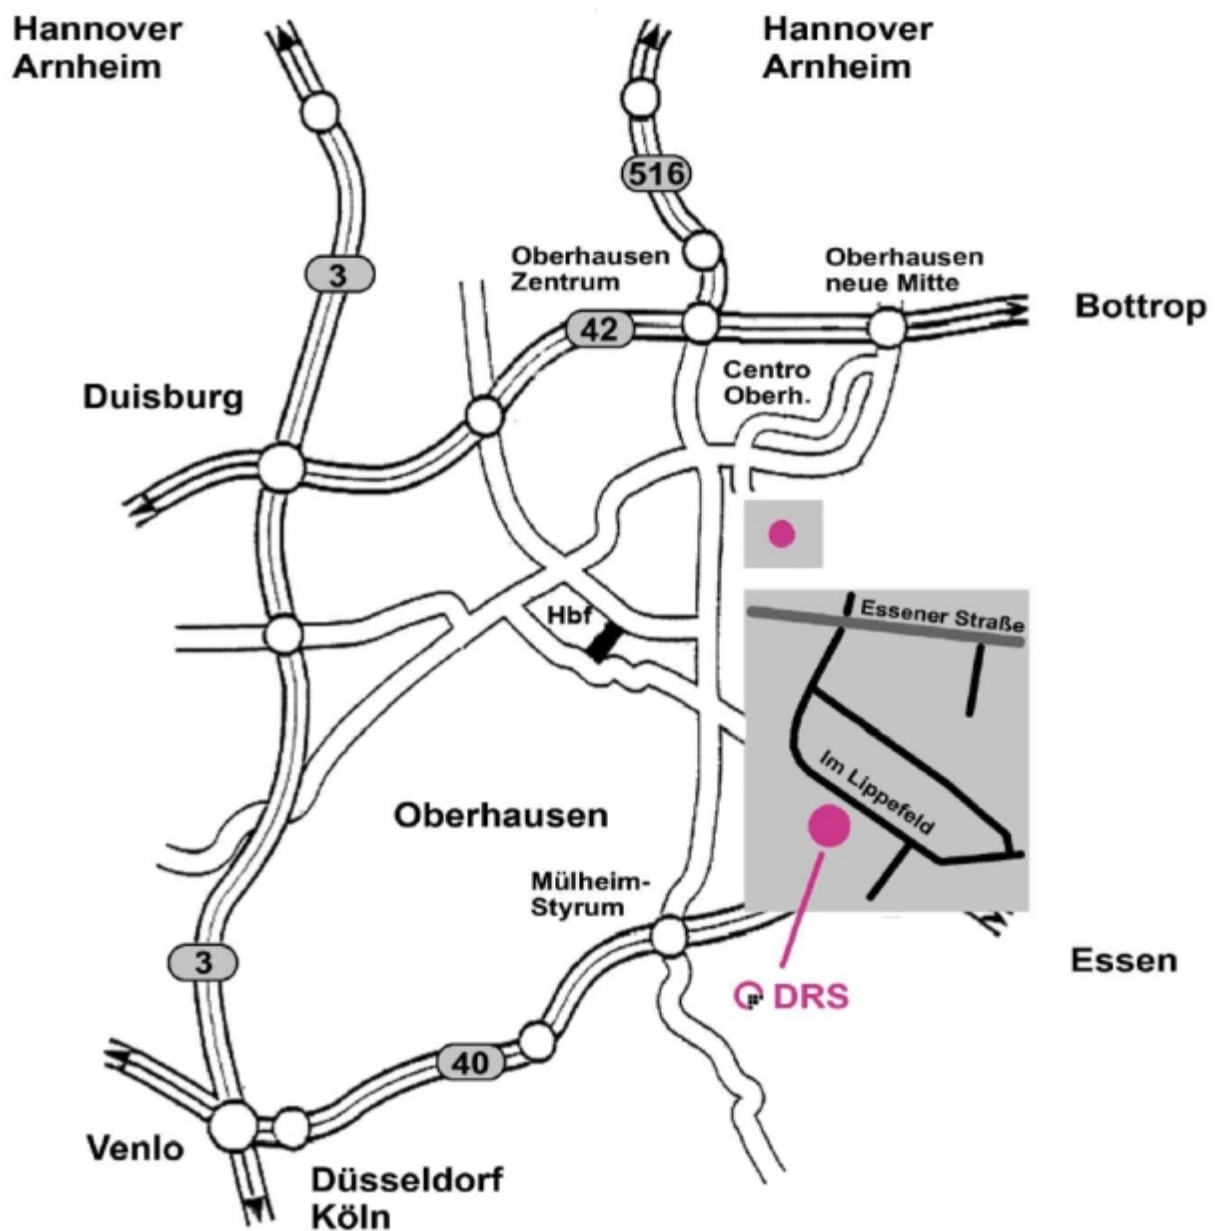 Hannover
Arnheim
Hannover
Arnheim
516
3
Oberhausen
Zentrum
Oberhausen
neue Mitte
Bottrop
42
Centro
Oberh.
Duisburg
Hbf
Essener Straße
Im Lippefeld
Oberhausen
Mülheim-
Styrum
3
Essen
DRS
40
Venlo
Düsseldorf
Köln